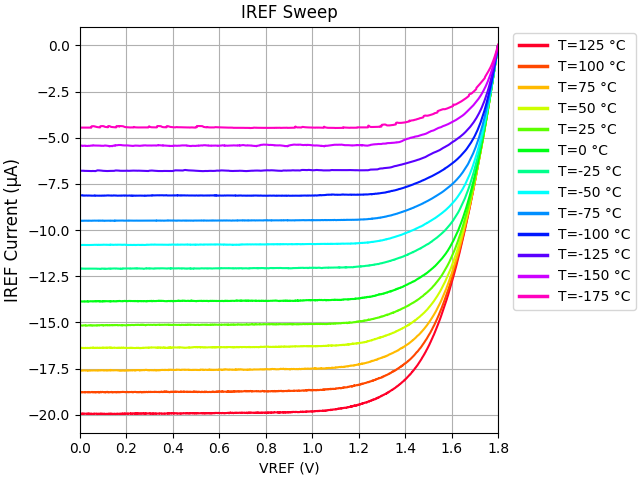 IREF Sweep
IREF Current (μA)
0.0
−2.5
−5.0
−7.5
−10.0
−12.5
−15.0
−17.5
−20.0
0.0 0.2 0.4 0.6 0.8 1.0 1.2 1.4 1.6 1.8
VREF (V)
T=125 °C
T=100 °C
T=75 °C
T=50 °C
T=25 °C
T=0 °C
T=-25 °C
T=-50 °C
T=-75 °C
T=-100 °C
T=-125 °C
T=-150 °C
T=-175 °C